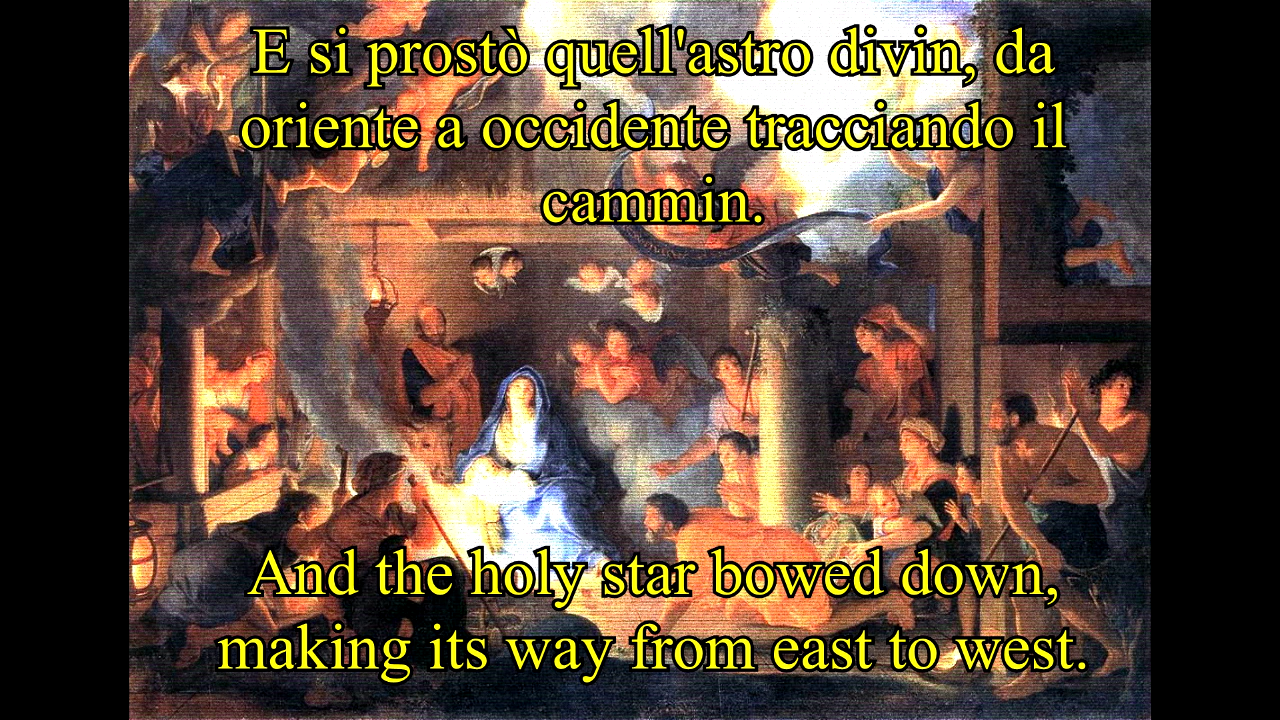 E si prostò quell'astro divin, da
oriente a occidente tracciando il
cammin.
And the holy star bowed down,
making its way from east to west.